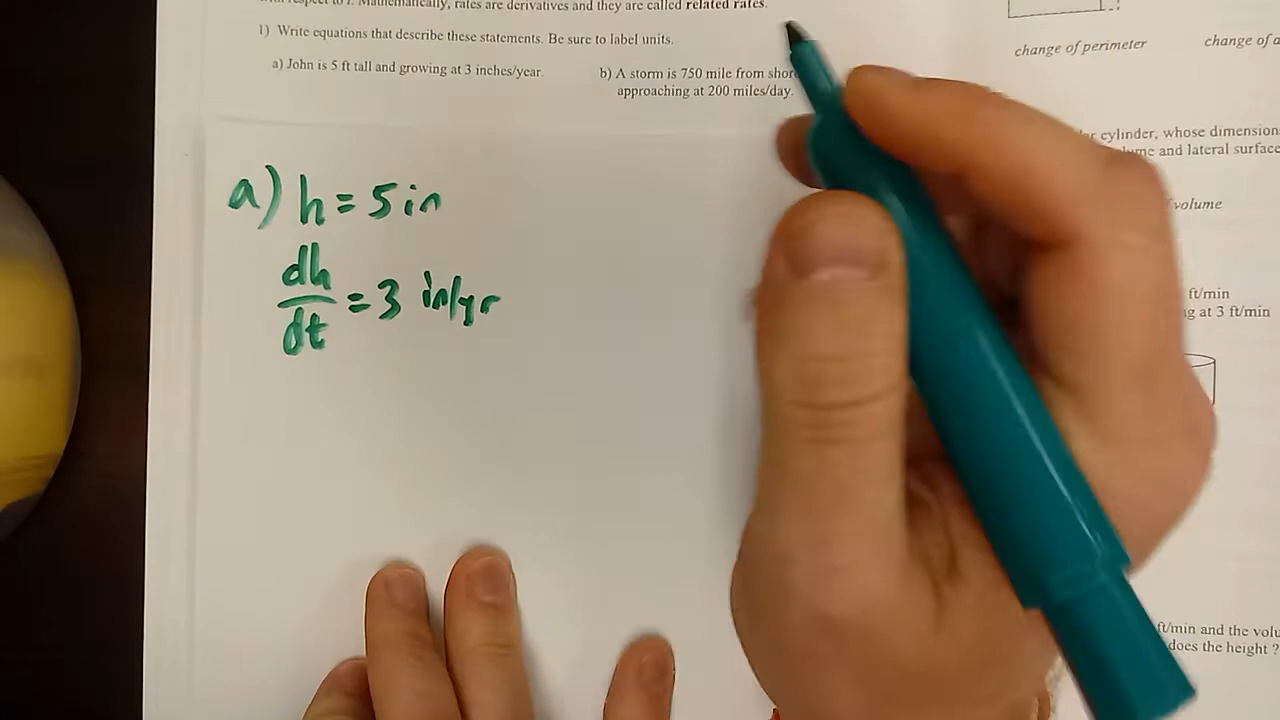 with respect to t. Mathematically, rates are derivatives and they are called related rates.
1) Write equations that describe these statements. Be sure to label units.
a) John is 5 ft tall and growing at 3 inches/year.
b) A storm is 750 mile from shor
approaching at 200 miles/day.
a) h = 5 in
dh
dt
= 3 in/yr
change of perimeter
change of a
cylinder, whose dimension
and lateral surface
volume
ft/min
at 3 ft/min
ft/min and the volu
does the height ?